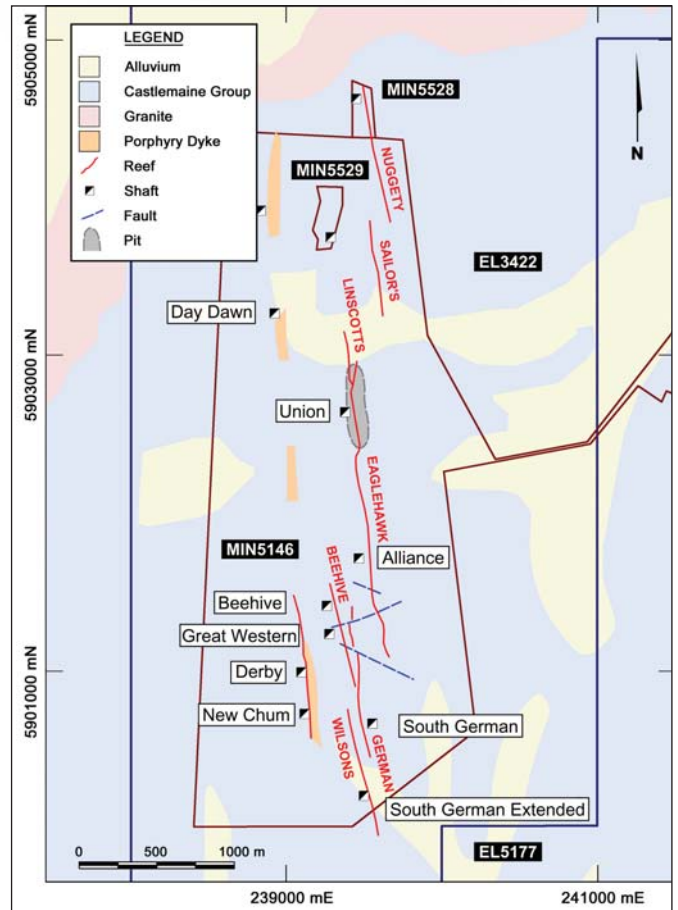 LEGEND
Alluvium
Castlemaine Group
Granite
Porphyry Dyke
Reef
Shaft
Fault
Pit
MIN5528
N
NUGGETY
MIN5529
SAILOR'S
EL3422
LINSCOTTS
Day Dawn
Union
EAGLEHAWK
MIN5146
Alliance
BEEHIVE
Beehive
Great Western
Derby
New Chum
WILSONS
GERMAN
South German
South German Extended
EL5177
0 500 1000 m
5905000 mN
5903000 mN
5901000 mN
239000 mE
241000 mE